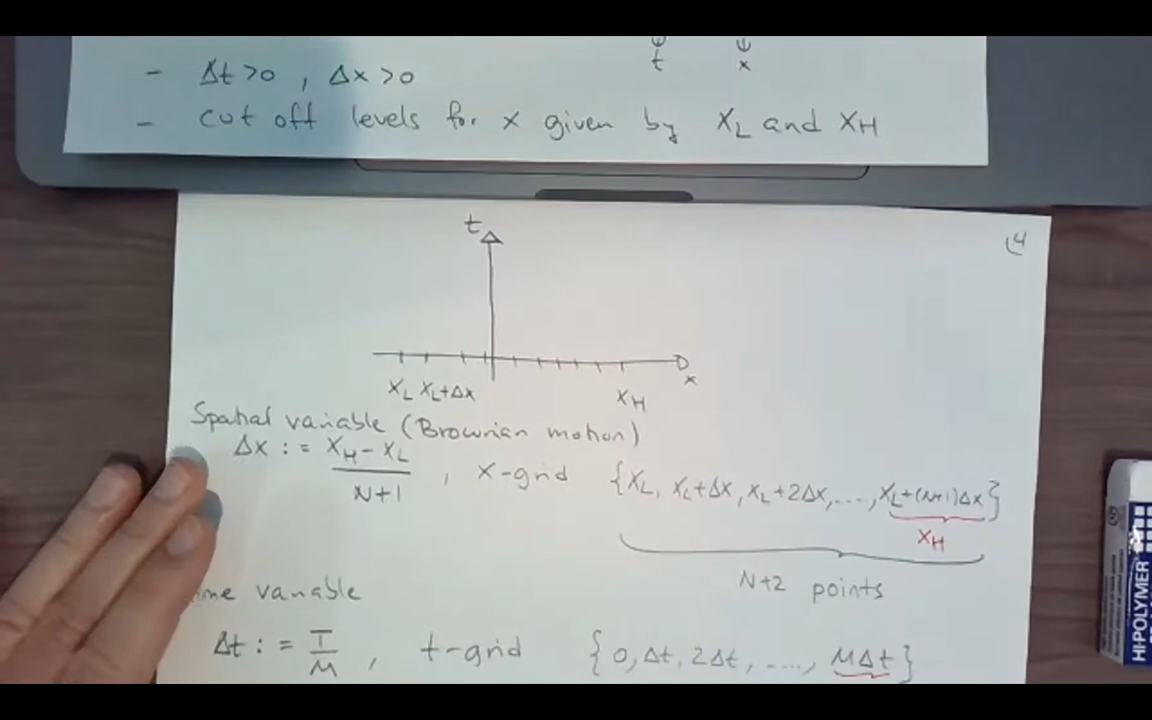 ψ ψ
t x
- Δt>0 , Δx>0
- cut off levels for x given by X_L and X_H
t
4
x
X_L X_L+Δx X_H
Spatial variable (Brownian motion)
Δx := X_H - X_L / N+1 , X-grid {X_L, X_L+Δx, X_L+2Δx, ...., X_L+(N+1)Δx}
X_H
N+2 points
me variable
Δt := T / M , t-grid {0, Δt, 2Δt, ...., MΔt}
HI-POLYMER